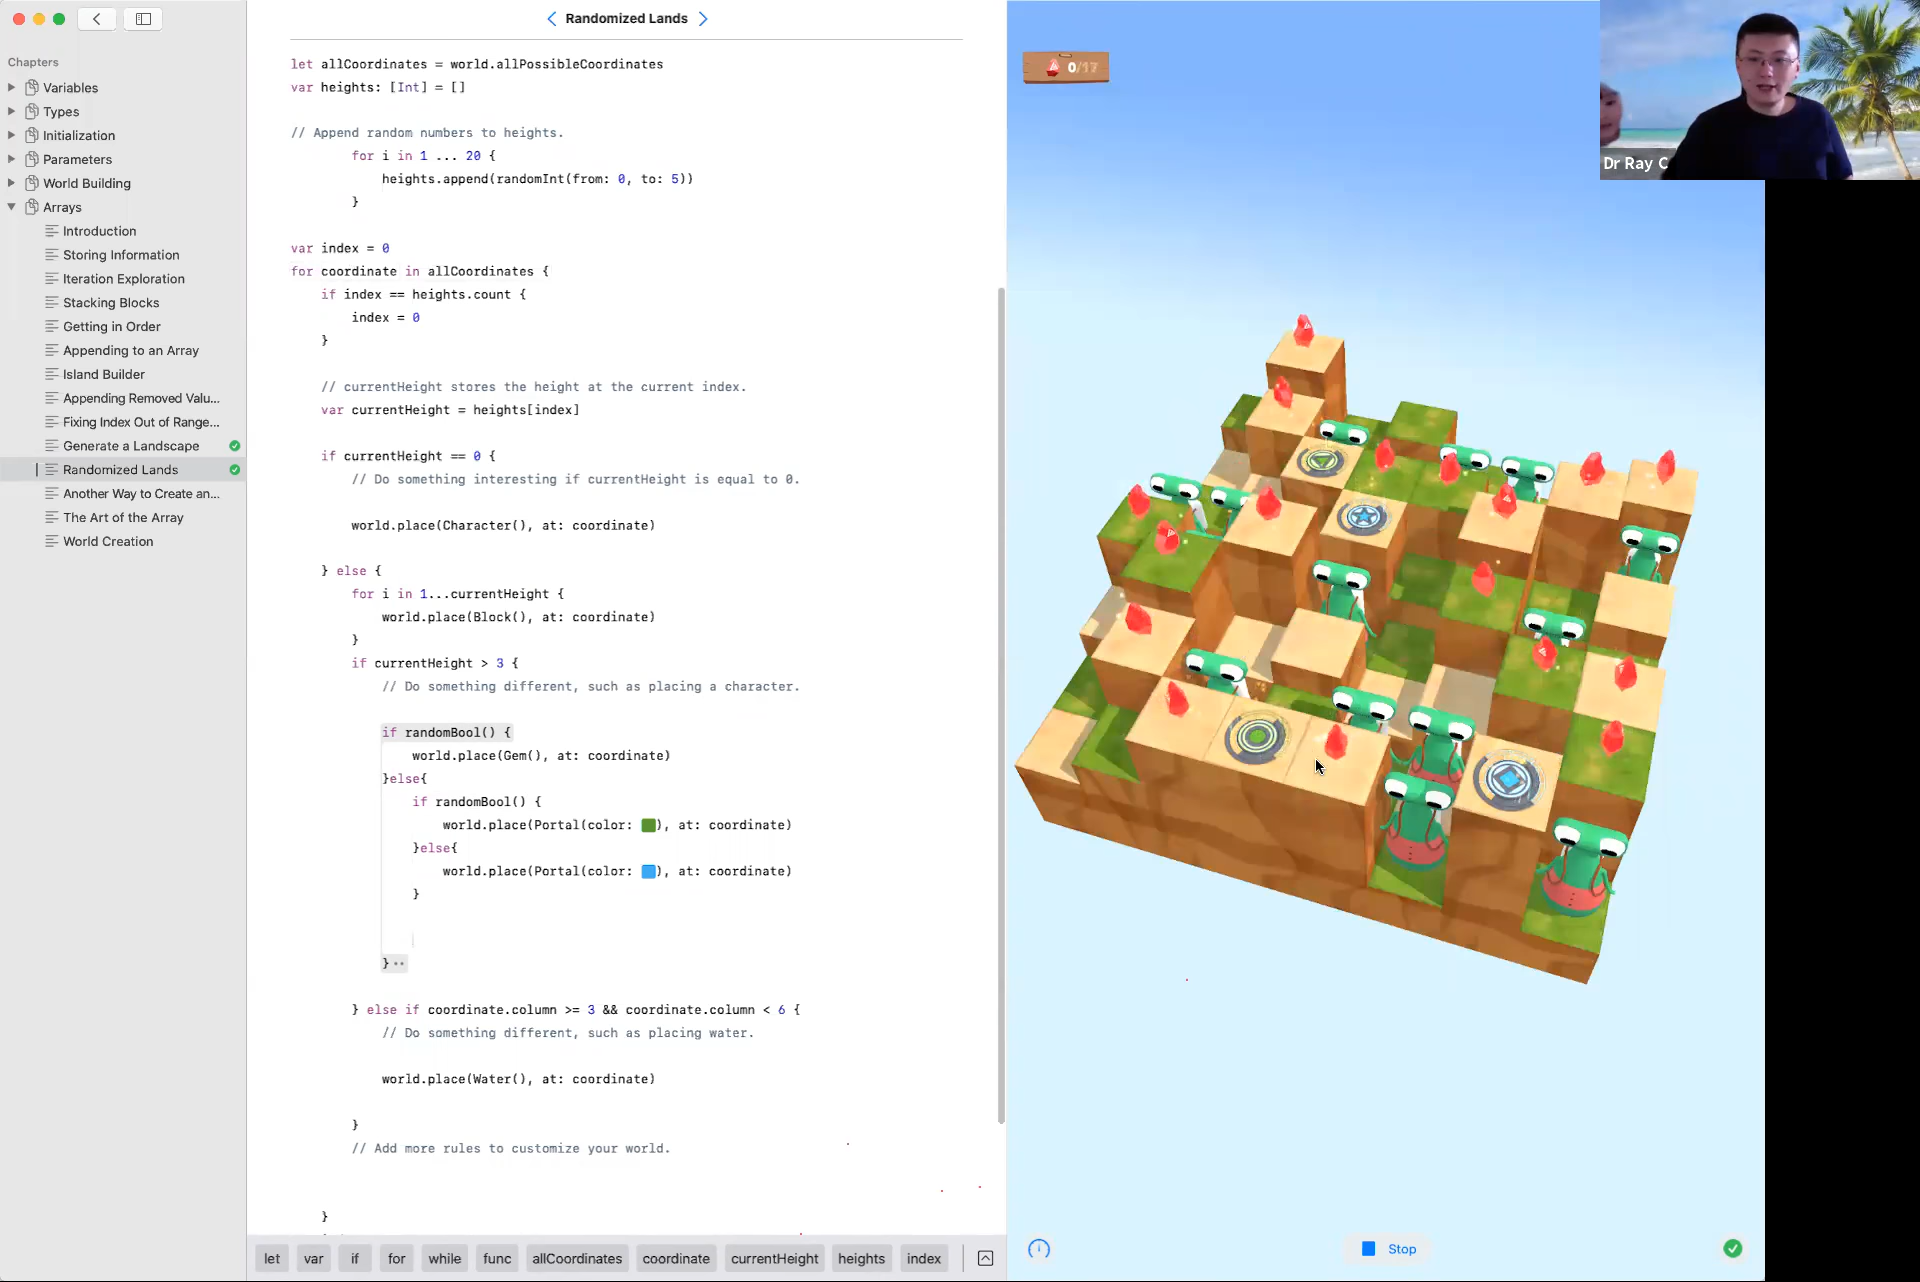 Chapters
Variables
Types
Initialization
Parameters
World Building
Arrays
Introduction
Storing Information
Iteration Exploration
Stacking Blocks
Getting in Order
Appending to an Array
Island Builder
Appending Removed Valu...
Fixing Index Out of Range...
Generate a Landscape
Randomized Lands
Another Way to Create an...
The Art of the Array
World Creation
Randomized Lands
let allCoordinates = world.allPossibleCoordinates
var heights: [Int] = []
// Append random numbers to heights.
for i in 1 ... 20 {
heights.append(randomInt(from: 0, to: 5))
}
var index = 0
for coordinate in allCoordinates {
if index == heights.count {
index = 0
}
// currentHeight stores the height at the current index.
var currentHeight = heights[index]
if currentHeight == 0 {
// Do something interesting if currentHeight is equal to 0.
world.place(Character(), at: coordinate)
} else {
for i in 1...currentHeight {
world.place(Block(), at: coordinate)
}
if currentHeight > 3 {
// Do something different, such as placing a character.
if randomBool() {
world.place(Gem(), at: coordinate)
}else{
if randomBool() {
world.place(Portal(color: ), at: coordinate)
}else{
world.place(Portal(color: ), at: coordinate)
}
}
} else if coordinate.column >= 3 && coordinate.column < 6 {
// Do something different, such as placing water.
world.place(Water(), at: coordinate)
}
// Add more rules to customize your world.
}
let var if for while func allCoordinates coordinate currentHeight heights index
0/17
Stop
Dr Ray C